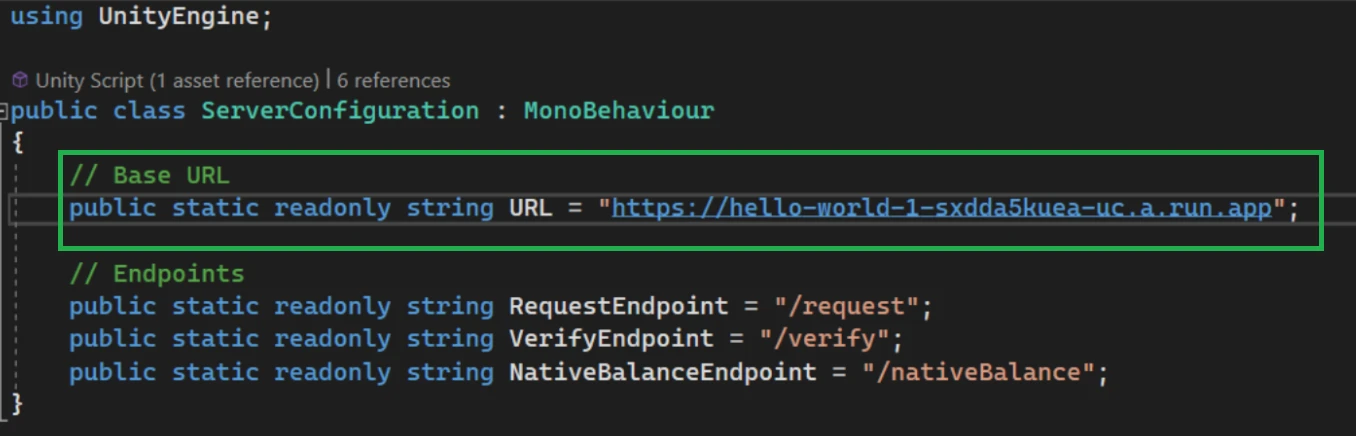 using UnityEngine;
Unity Script (1 asset reference) | 6 references
public class ServerConfiguration : MonoBehaviour
{
// Base URL
public static readonly string URL = "https://hello-world-1-sxdda5kuea-uc.a.run.app";
// Endpoints
public static readonly string RequestEndpoint = "/request";
public static readonly string VerifyEndpoint = "/verify";
public static readonly string NativeBalanceEndpoint = "/nativeBalance";
}